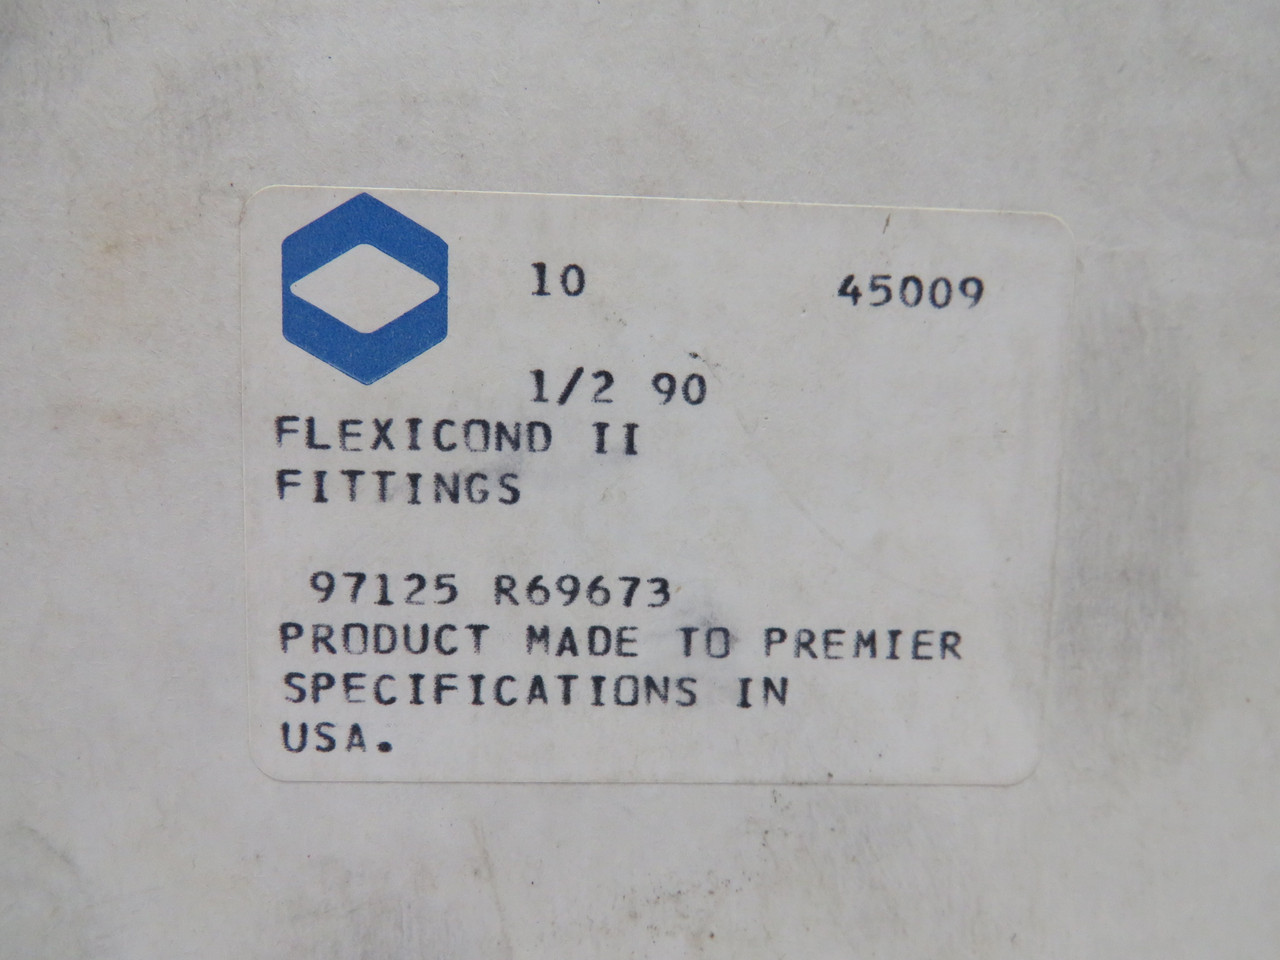 10 45009
1/2 90
FLEXICOND II
FITTINGS
97125 R69673
PRODUCT MADE TO PREMIER
SPECIFICATIONS IN
USA.